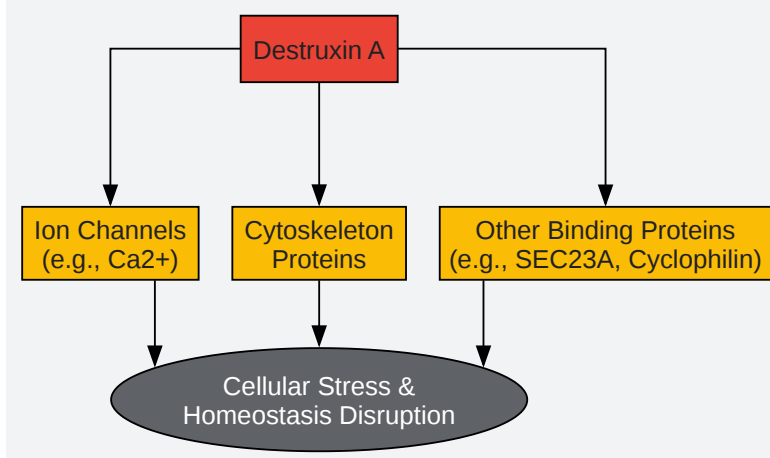 Destruxin A
Ion Channels
(e.g., Ca2+)
Cytoskeleton
Proteins
Other Binding Proteins
(e.g., SEC23A, Cyclophilin)
Cellular Stress &
Homeostasis Disruption